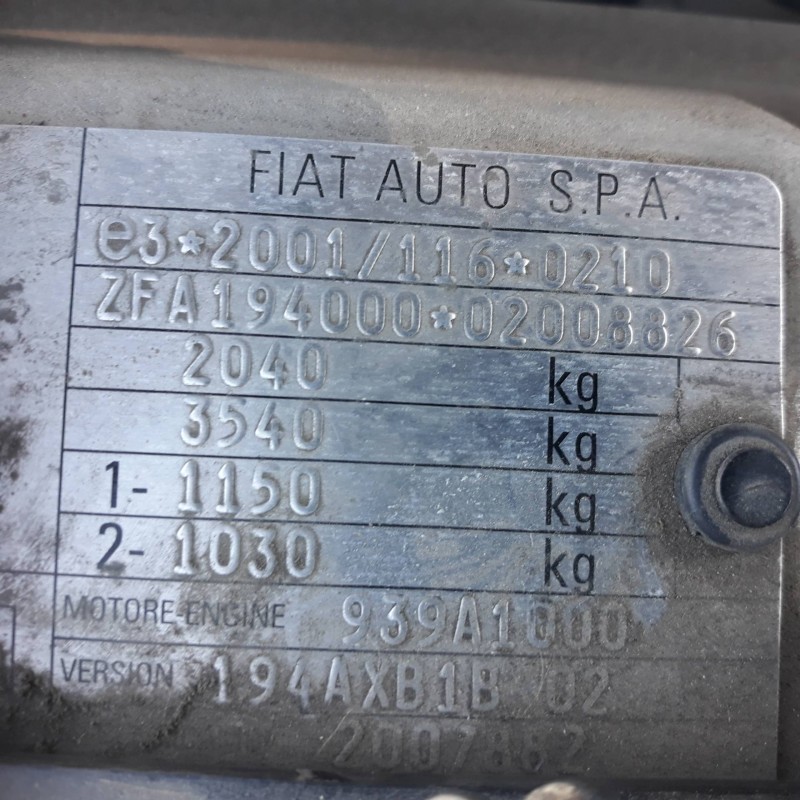 FIAT AUTO S.P.A.
e3*2001/116*0210
ZFA194000*02008826
2040 kg
3540 kg
1- 1150 kg
2- 1030 kg
MOTORE-ENGINE 939A1000
VERSION 194AXB1B 02
2007882